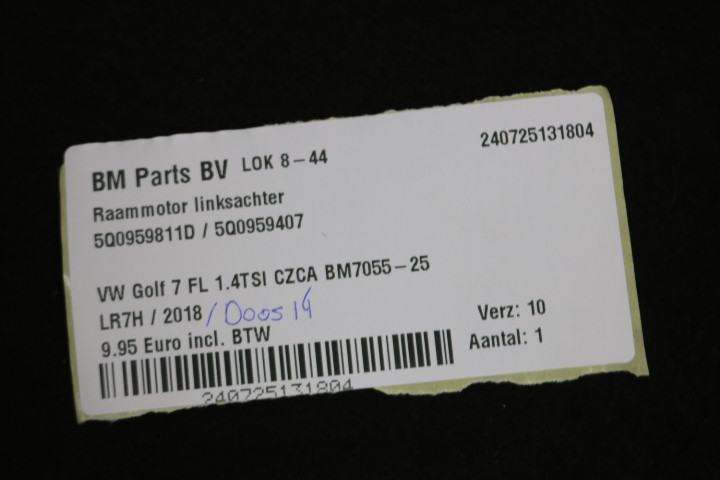 BM Parts BV LOK 8-44
240725131804
Raammotor linksachter
5Q0959811D / 5Q0959407
VW Golf 7 FL 1.4TSI CZCA BM7055-25
LR7H / 2018 / D00514
Verz: 10
9.95 Euro incl. BTW
Aantal: 1
240725131804